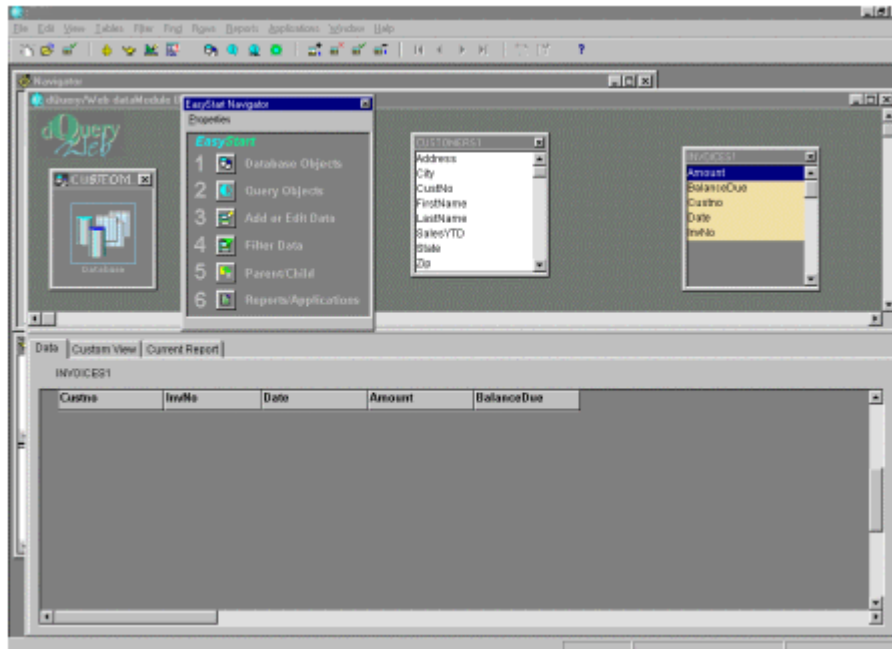 File Edit View Tables Filter Find Rows Reports Applications Window Help
Navigator
dQuery/Web dataModule
dQuery
Web
CUSTOM
Database
EasyStart Navigator
Properties
EasyStart
1 Database Objects
2 Query Objects
3 Add or Edit Data
4 Filter Data
5 Parent/Child
6 Reports/Applications
CUSTOMERS1
Address
City
CustNo
FirstName
LastName
SalesYTD
State
Zip
INVOICES1
Amount
BalanceDue
Custno
Date
InvNo
Data Custom View Current Report
INVOICES1
Custno InvNo Date Amount BalanceDue